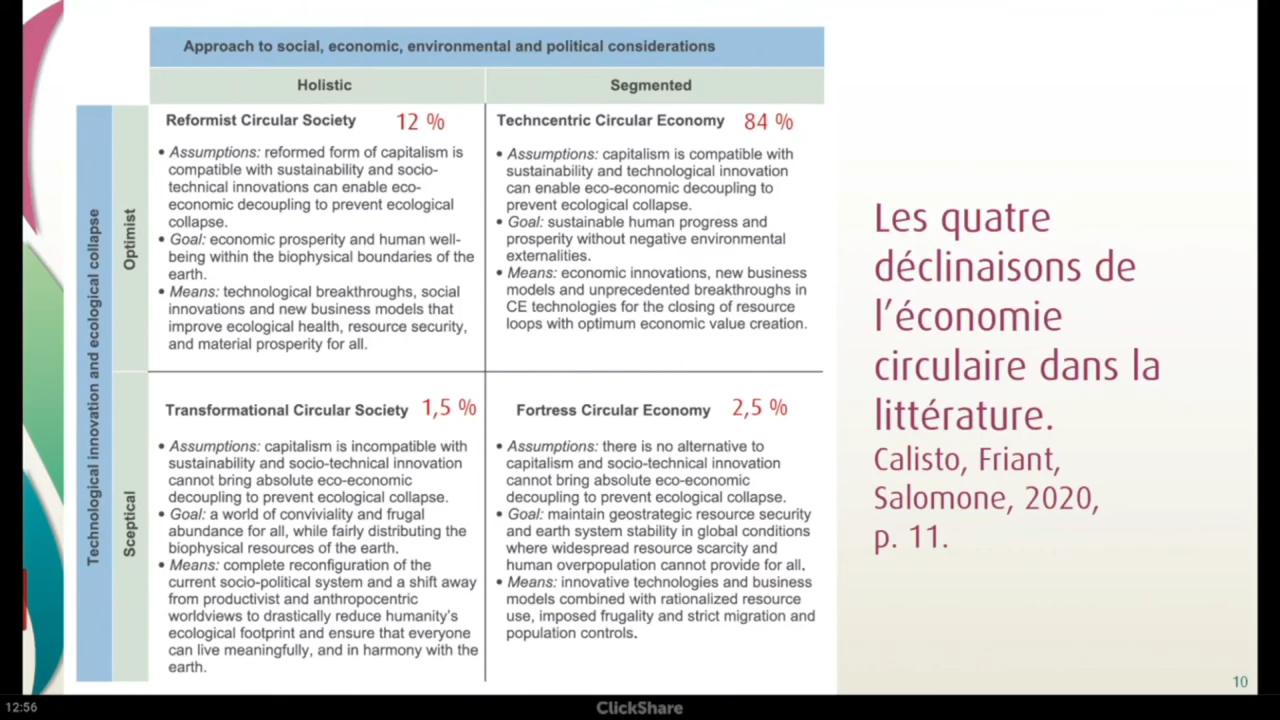 Approach to social, economic, environmental and political considerations
Holistic
Segmented
Technological innovation and ecological collapse
Optimist
Reformist Circular Society 12 %
• Assumptions: reformed form of capitalism is
compatible with sustainability and socio-
technical innovations can enable eco-
economic decoupling to prevent ecological
collapse.
• Goal: economic prosperity and human well-
being within the biophysical boundaries of the
earth.
• Means: technological breakthroughs, social
innovations and new business models that
improve ecological health, resource security,
and material prosperity for all.
Techncentric Circular Economy 84 %
• Assumptions: capitalism is compatible with
sustainability and technological innovation
can enable eco-economic decoupling to
prevent ecological collapse.
• Goal: sustainable human progress and
prosperity without negative environmental
externalities.
• Means: economic innovations, new business
models and unprecedented breakthroughs in
CE technologies for the closing of resource
loops with optimum economic value creation.
Sceptical
Transformational Circular Society 1,5 %
• Assumptions: capitalism is incompatible with
sustainability and socio-technical innovation
cannot bring absolute eco-economic
decoupling to prevent ecological collapse.
• Goal: a world of conviviality and frugal
abundance for all, while fairly distributing the
biophysical resources of the earth.
• Means: complete reconfiguration of the
current socio-political system and a shift away
from productivist and anthropocentric
worldviews to drastically reduce humanity's
ecological footprint and ensure that everyone
can live meaningfully, and in harmony with the
earth.
Fortress Circular Economy 2,5 %
• Assumptions: there is no alternative to
capitalism and socio-technical innovation
cannot bring absolute eco-economic
decoupling to prevent ecological collapse.
• Goal: maintain geostrategic resource security
and earth system stability in global conditions
where widespread resource scarcity and
human overpopulation cannot provide for all.
• Means: innovative technologies and business
models combined with rationalized resource
use, imposed frugality and strict migration and
population controls.
Les quatre
déclinaisons de
l'économie
circulaire dans la
littérature.
Calisto, Friant,
Salomone, 2020,
p. 11.
10
12:56
ClickShare